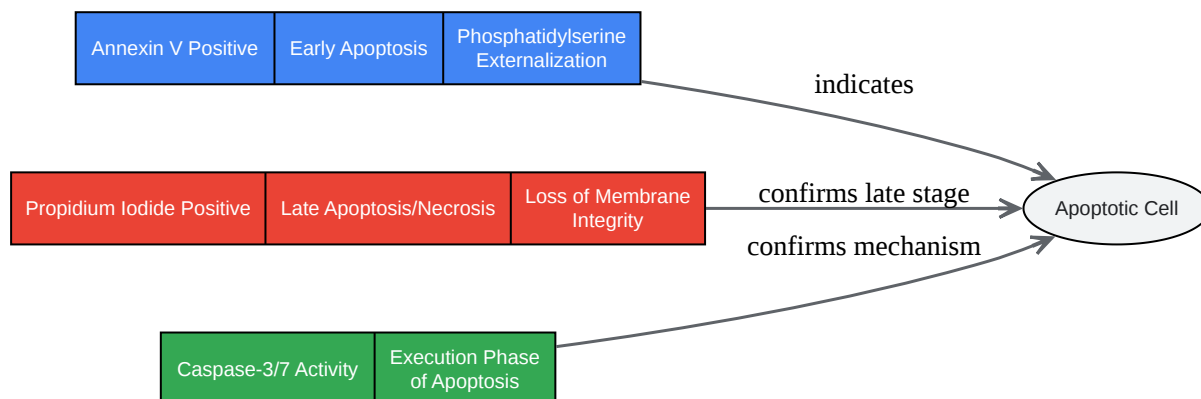 Annexin V Positive
Early Apoptosis
Phosphatidylserine
Externalization
indicates
Propidium Iodide Positive
Late Apoptosis/Necrosis
Loss of Membrane
Integrity
confirms late stage
Apoptotic Cell
confirms mechanism
Caspase-3/7 Activity
Execution Phase
of Apoptosis